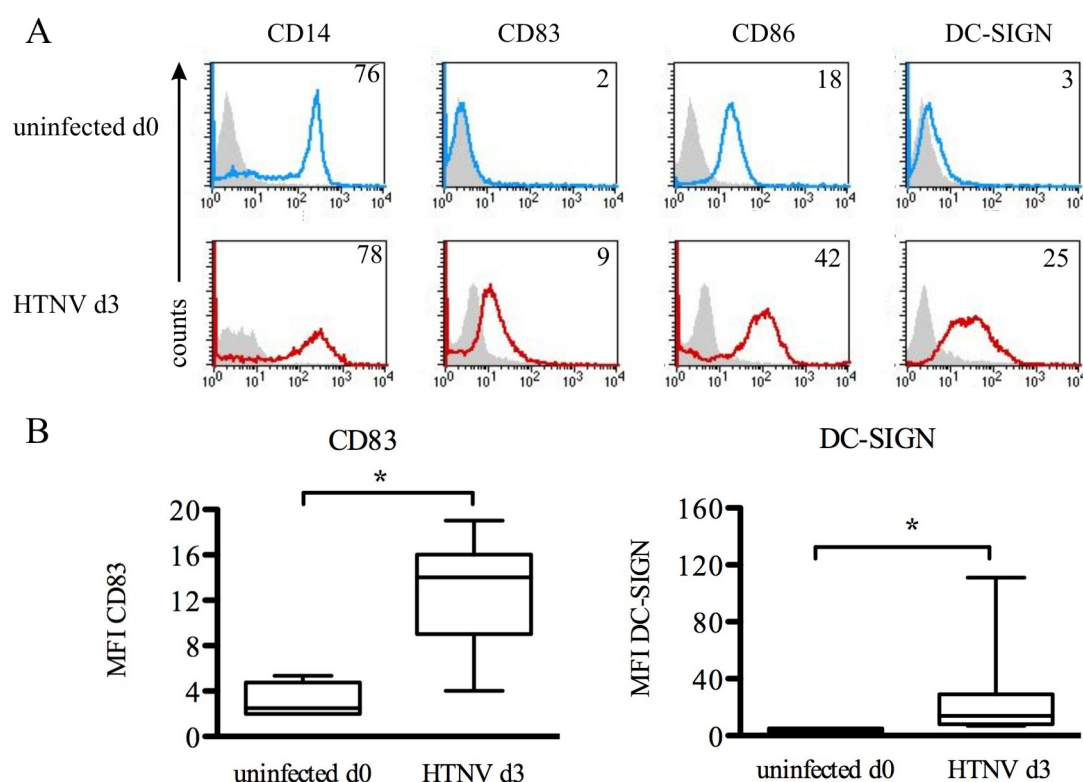 A
CD14 CD83 CD86 DC-SIGN
uninfected d0
76 2 18 3
10⁰ 10¹ 10² 10³ 10⁴ 10⁰ 10¹ 10² 10³ 10⁴ 10⁰ 10¹ 10² 10³ 10⁴ 10⁰ 10¹ 10² 10³ 10⁴
HTNV d3
78 9 42 25
counts
10⁰ 10¹ 10² 10³ 10⁴ 10⁰ 10¹ 10² 10³ 10⁴ 10⁰ 10¹ 10² 10³ 10⁴ 10⁰ 10¹ 10² 10³ 10⁴
B
CD83
MFI CD83
*
20
16
12
8
4
0
uninfected d0 HTNV d3
DC-SIGN
MFI DC-SIGN
*
160
120
80
40
0
uninfected d0 HTNV d3